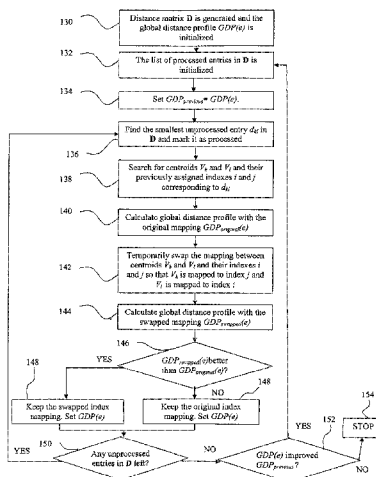 130
Distance matrix D is generated and the
global distance profile GDP(e) is
initialized
132
The list of processed entries in D is
initialized
134
Set GDPprevious= GDP(e).
Find the smallest unprocessed entry dkl in
D and mark it as processed
136
138
Search for centroids Vk and Vl and their
previously assigned indexes i and j
corresponding to dkl
140
Calculate global distance profile with the
original mapping GDPoriginal(e)
142
Temporarily swap the mapping between
centroids Vk and Vl and their indexes i
and j so that Vk is mapped to index j and
Vl is mapped to index i
144
Calculate global distance profile with the
swapped mapping GDPswapped(e)
146
YES
GDPswapped(e)better
than GDPoriginal(e)?
NO
148
148
Keep the swapped index
mapping. Set GDP(e)
Keep the original index
mapping. Set GDP(e)
154
STOP
150
152
YES
Any unprocessed
entries in D left?
NO
YES
GDP(e) improved
GDPprevious?
NO